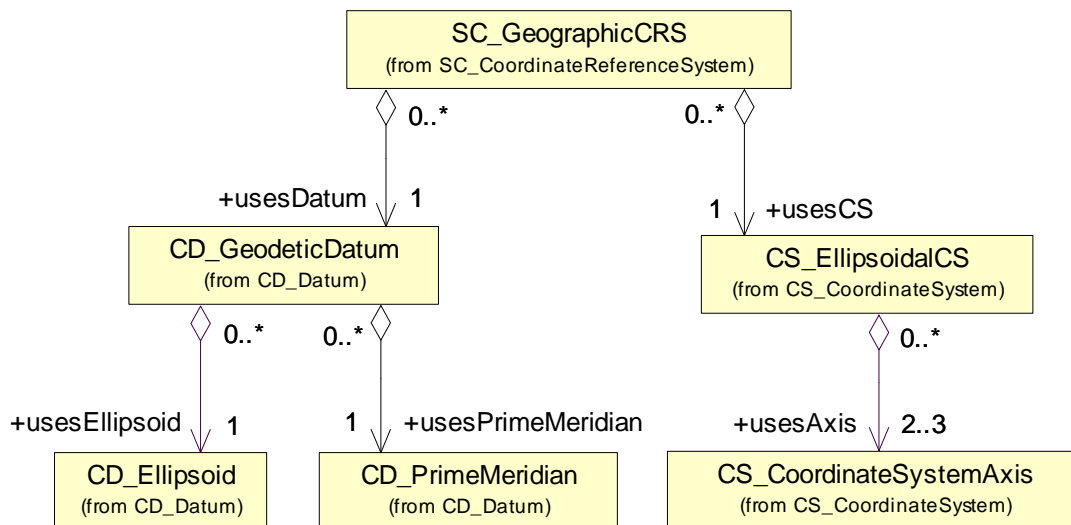 SC_GeographicCRS
(from SC_CoordinateReferenceSystem)
0..*
0..*
+usesDatum
1
1
+usesCS
CD_GeodeticDatum
(from CD_Datum)
CS_EllipsoidalCS
(from CS_CoordinateSystem)
0..*
0..*
0..*
+usesEllipsoid
1
1
+usesPrimeMeridian
+usesAxis
2..3
CD_Ellipsoid
(from CD_Datum)
CD_PrimeMeridian
(from CD_Datum)
CS_CoordinateSystemAxis
(from CS_CoordinateSystem)